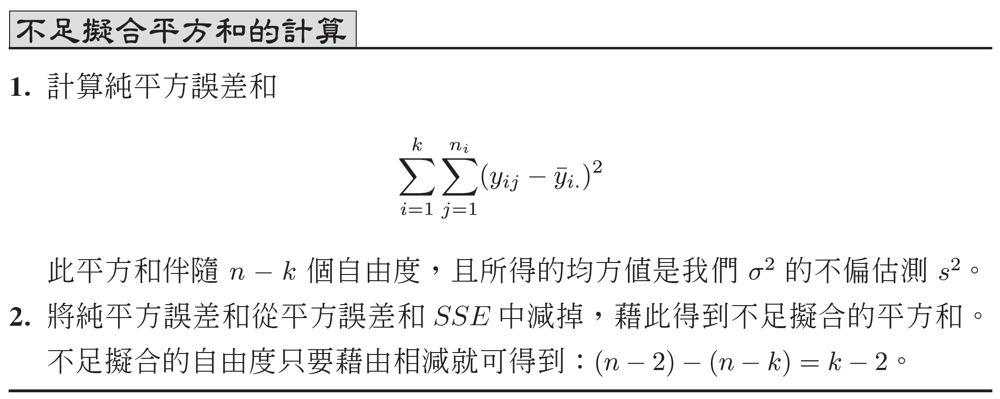 不足擬合平方和的計算
1. 計算純平方誤差和
$\sum_{i=1}^{k}\sum_{j=1}^{n_i}(y_{ij}-\bar{y}_{i.})^2$
此平方和伴隨 $n-k$ 個自由度，且所得的均方值是我們 $\sigma^2$ 的不偏估測 $s^2$。
2. 將純平方誤差和從平方誤差和 $SSE$ 中減掉，藉此得到不足擬合的平方和。
不足擬合的自由度只要藉由相減就可得到：$(n-2)-(n-k)=k-2$。